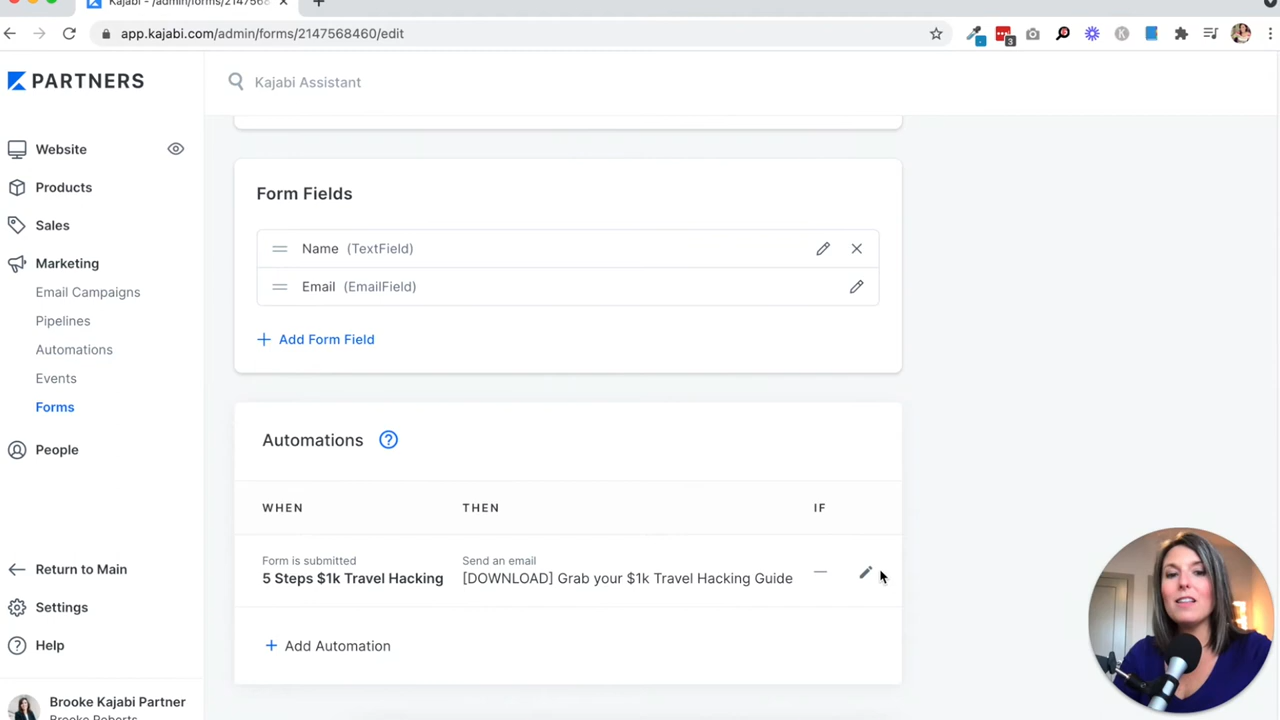 Kajabi - /admin/forms/2147568
app.kajabi.com/admin/forms/2147568460/edit
3
PARTNERS
Kajabi Assistant
Website
Products
Sales
Marketing
Email Campaigns
Pipelines
Automations
Events
Forms
People
Return to Main
Settings
Help
Brooke Kajabi Partner
Brooke Roberts
Form Fields
Name (TextField)
Email (EmailField)
+ Add Form Field
Automations ?
WHEN THEN IF
Form is submitted Send an email
5 Steps $1k Travel Hacking [DOWNLOAD] Grab your $1k Travel Hacking Guide —
+ Add Automation